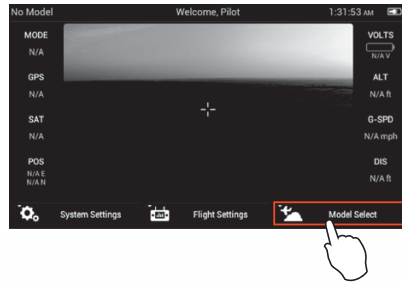 No Model Welcome, Pilot 1:31:53 AM
MODE
N/A
GPS
N/A
SAT
N/A
POS
N/A E
N/A N
VOLTS
N/A V
ALT
N/A ft
G-SPD
N/A mph
DIS
N/A ft
System Settings Flight Settings Model Select